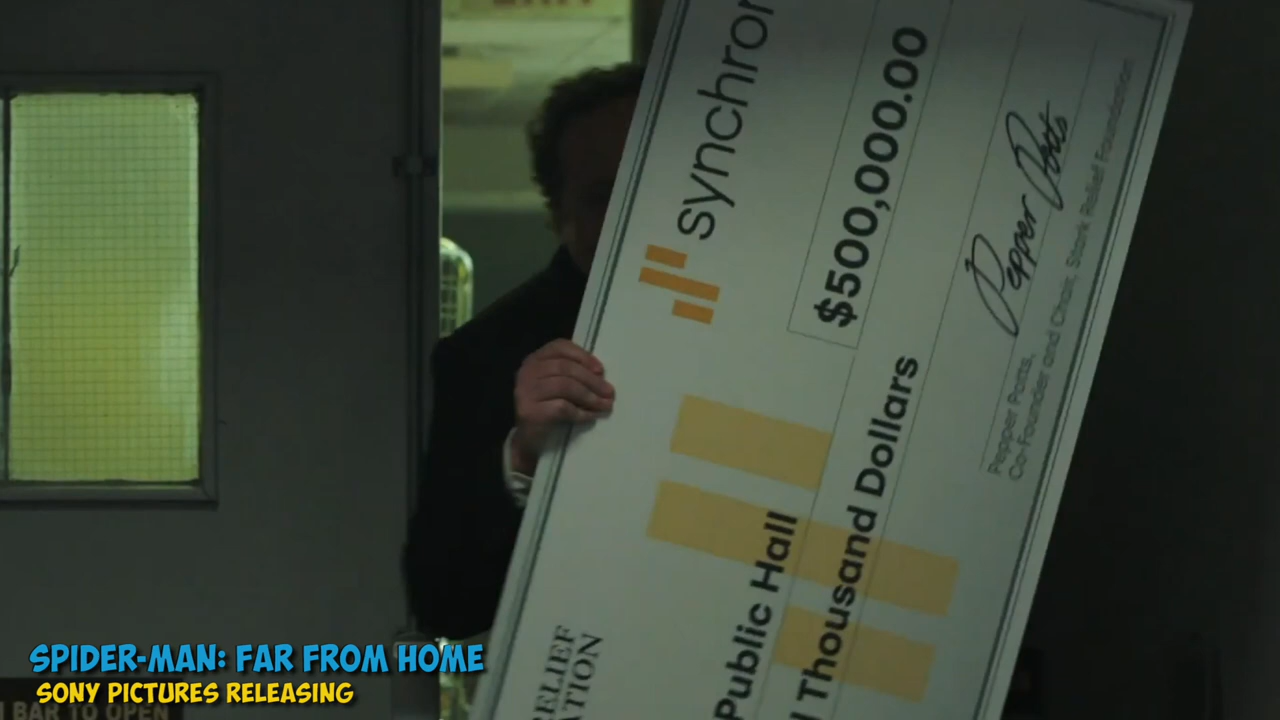 synchron
$500,000.00
Public Hall
Thousand Dollars
Pepper Potts
Pepper Potts,
Co-Founder and Chair, Stark Relief Foundation
ELIEF
ATION
SPIDER-MAN: FAR FROM HOME
SONY PICTURES RELEASING
BAR TO OPEN